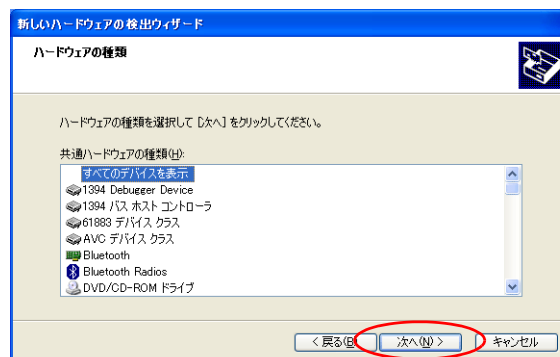 新しいハードウェアの検出ウィザード
ハードウェアの種類
ハードウェアの種類を選択して [次へ] をクリックしてください。
共通ハードウェアの種類(H):
すべてのデバイスを表示
1394 Debugger Device
1394 バス ホスト コントローラ
61883 デバイス クラス
AVC デバイス クラス
Bluetooth
Bluetooth Radios
DVD/CD-ROM ドライブ
< 戻る(B) 次へ(N) > キャンセル